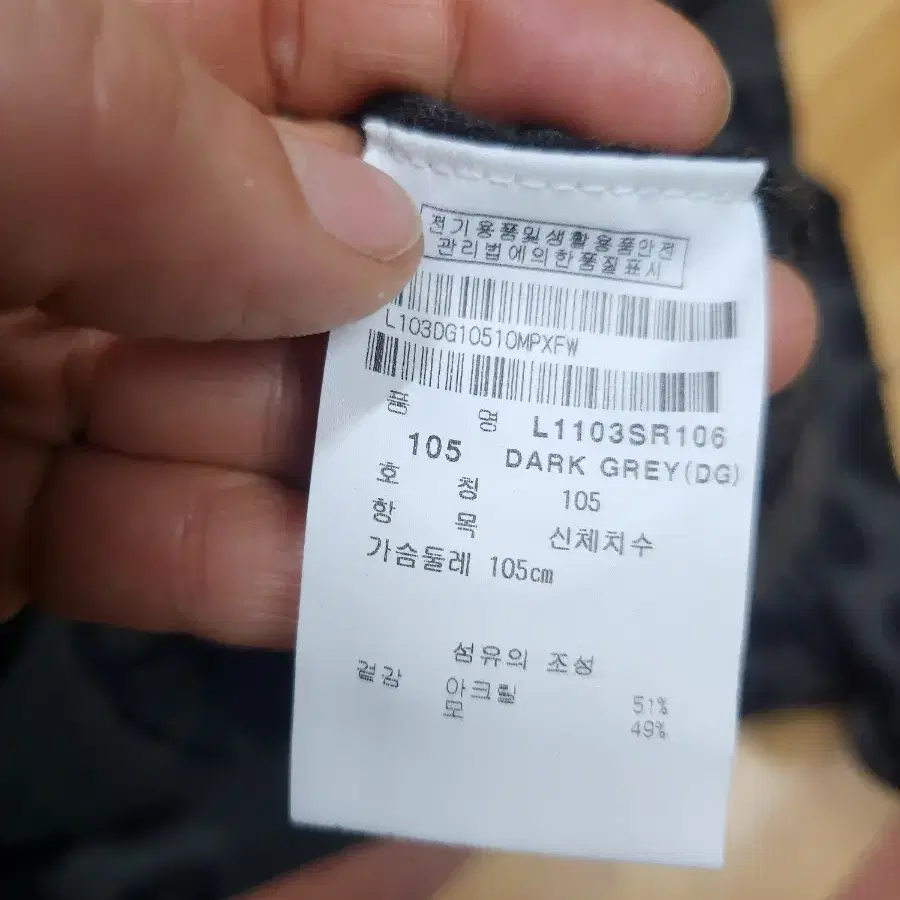 전기용품및생활용품안전
관리법에의한품질표시
L103DG10510MPXFW
품 명 L1103SR106
105 DARK GREY(DG)
호 칭 105
항 목 신체치수
가슴둘레 105cm
섬유의 조성
겉감 아크릴 51%
모 49%